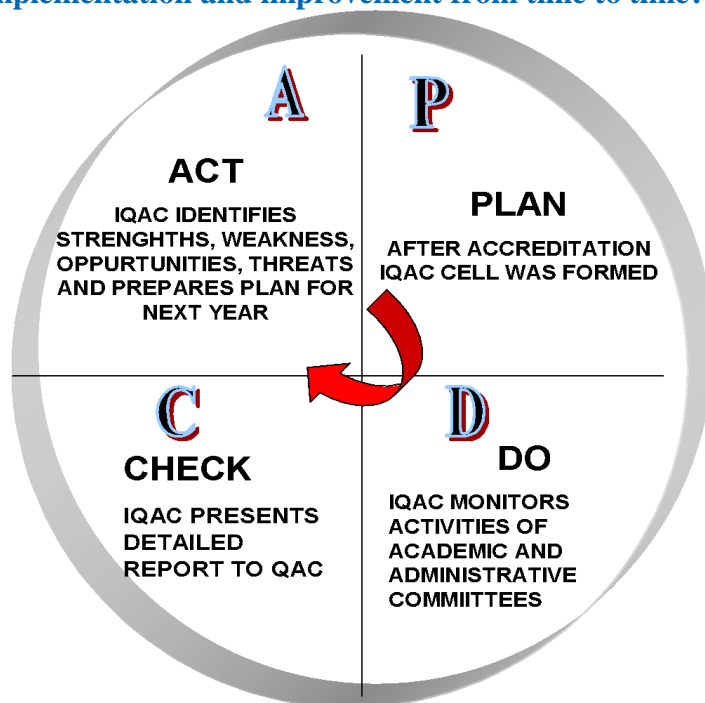 implementation and improvement from time to time?
A
ACT
IQAC IDENTIFIES
STRENGHTHS, WEAKNESS,
OPPURTUNITIES, THREATS
AND PREPARES PLAN FOR
NEXT YEAR
P
PLAN
AFTER ACCREDITATION
IQAC CELL WAS FORMED
C
CHECK
IQAC PRESENTS
DETAILED
REPORT TO QAC
D
DO
IQAC MONITORS
ACTIVITIES OF
ACADEMIC AND
ADMINISTRATIVE
COMMIITTEES